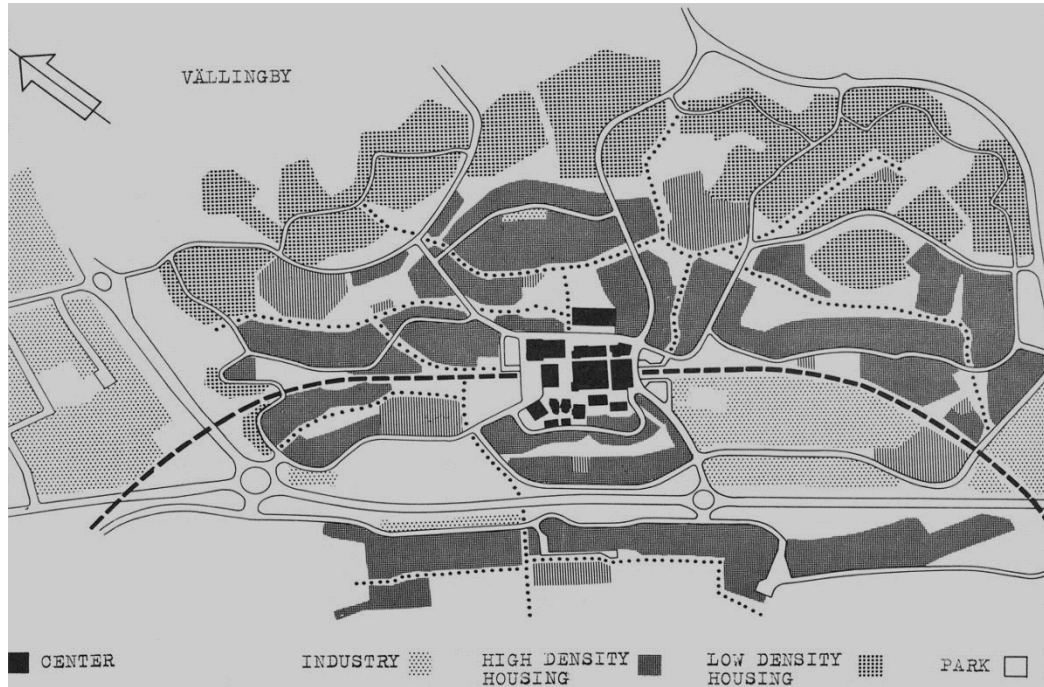 VÄLLINGBY
CENTER
INDUSTRY
HIGH DENSITY
HOUSING
LOW DENSITY
HOUSING
PARK